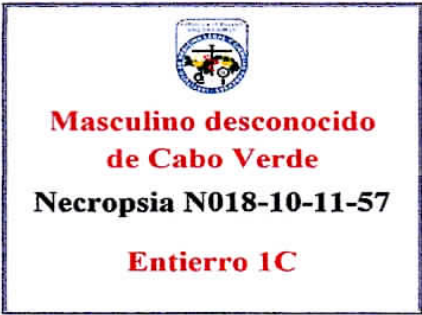 Masculino desconocido
de Cabo Verde
Necropsia N018-10-11-57
Entierro 1C